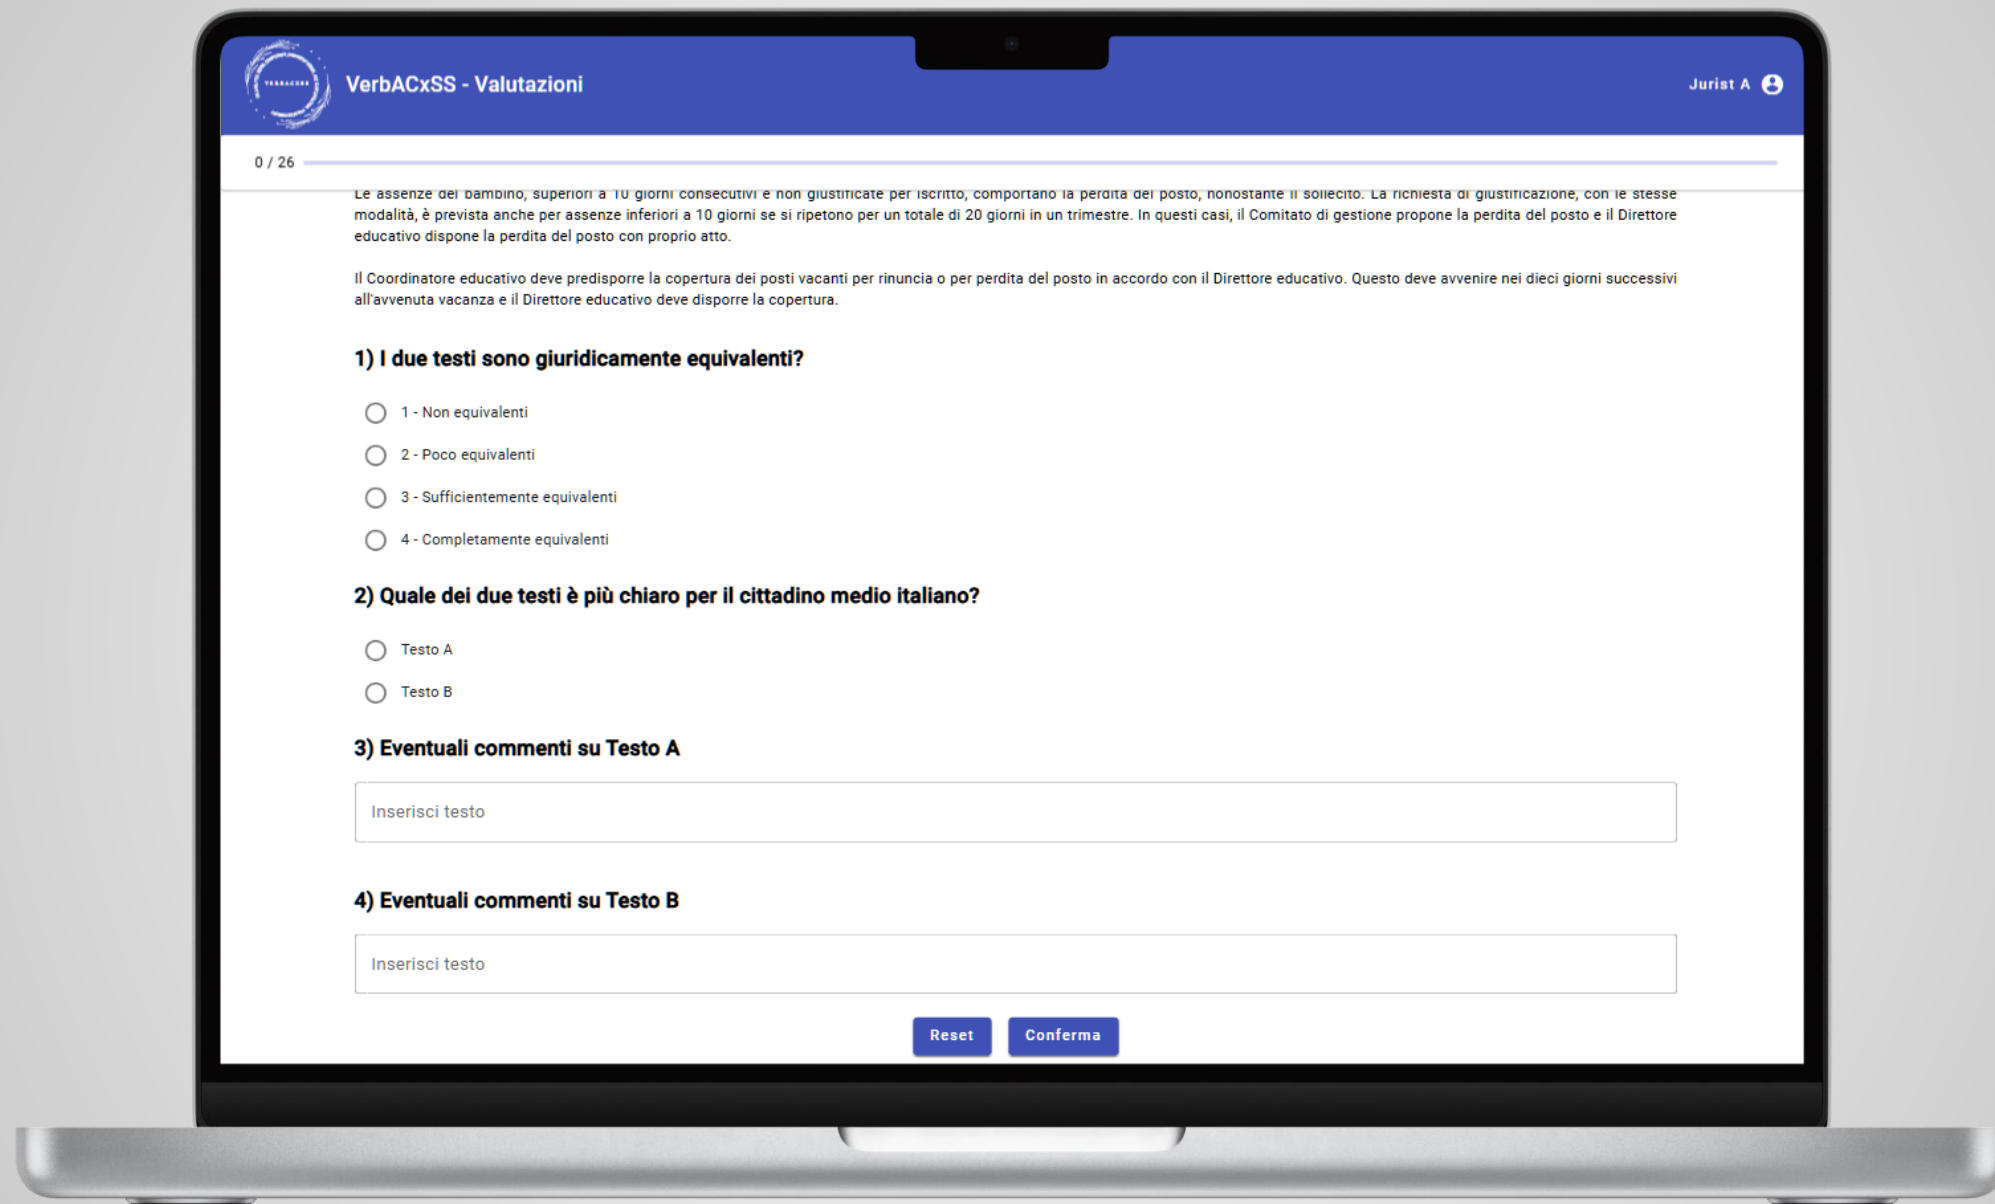 VERBACXSS
VerbACxSS - Valutazioni
Jurist A
0 / 26
Le assenze del bambino, superiori a 10 giorni consecutivi e non giustificate per iscritto, comportano la perdita del posto, nonostante il sollecito. La richiesta di giustificazione, con le stesse
modalità, è prevista anche per assenze inferiori a 10 giorni se si ripetono per un totale di 20 giorni in un trimestre. In questi casi, il Comitato di gestione propone la perdita del posto e il Direttore
educativo dispone la perdita del posto con proprio atto.
Il Coordinatore educativo deve predisporre la copertura dei posti vacanti per rinuncia o per perdita del posto in accordo con il Direttore educativo. Questo deve avvenire nei dieci giorni successivi
all'avvenuta vacanza e il Direttore educativo deve disporre la copertura.
1) I due testi sono giuridicamente equivalenti?
1 - Non equivalenti
2 - Poco equivalenti
3 - Sufficientemente equivalenti
4 - Completamente equivalenti
2) Quale dei due testi è più chiaro per il cittadino medio italiano?
Testo A
Testo B
3) Eventuali commenti su Testo A
Inserisci testo
4) Eventuali commenti su Testo B
Inserisci testo
Reset
Conferma